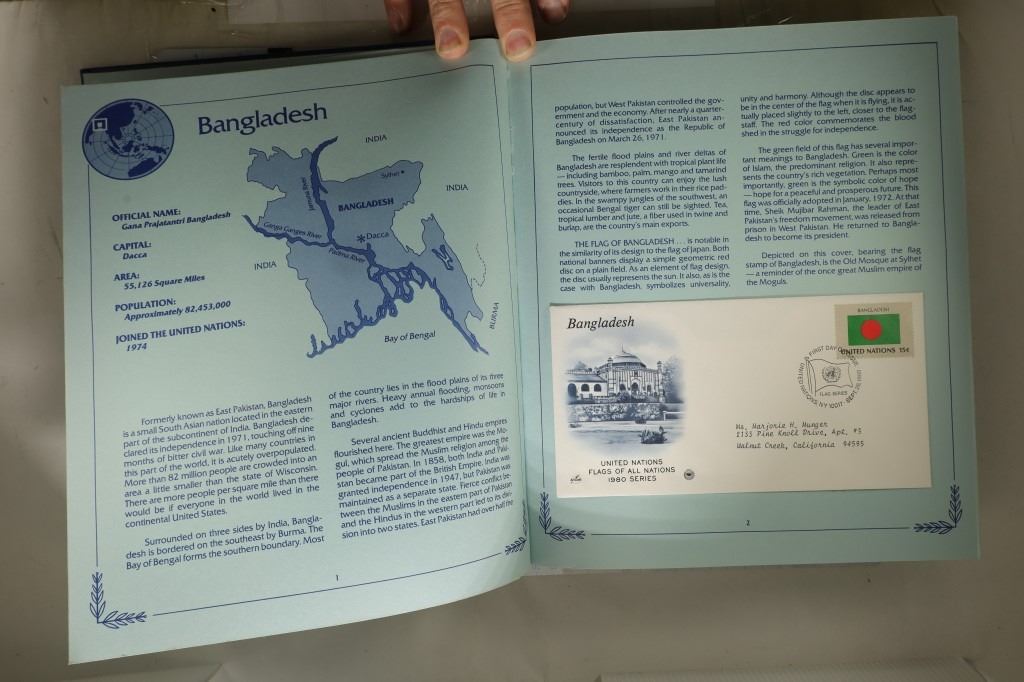 Bangladesh
INDIA
Sylhet
INDIA
Jamuna River
BANGLADESH
Ganga Ganges River
Dacca
Padma River
INDIA
BURMA
Bay of Bengal
OFFICIAL NAME:
Gana Prajatantri Bangladesh
CAPITAL:
Dacca
AREA:
55,126 Square Miles
POPULATION:
Approximately 82,453,000
JOINED THE UNITED NATIONS:
1974
Formerly known as East Pakistan, Bangladesh
is a small South Asian nation located in the eastern
part of the subcontinent of India. Bangladesh de-
clared its independence in 1971, touching off nine
months of bitter civil war. Like many countries in
this part of the world, it is acutely overpopulated.
More than 82 million people are crowded into an
area a little smaller than the state of Wisconsin.
There are more people per square mile than there
would be if everyone in the world lived in the
continental United States.
Surrounded on three sides by India, Bangla-
desh is bordered on the southeast by Burma. The
Bay of Bengal forms the southern boundary. Most
of the country lies in the flood plains of its three
major rivers. Heavy annual flooding, monsoons
and cyclones add to the hardships of life in
Bangladesh.
Several ancient Buddhist and Hindu empires
flourished here. The greatest empire was the Mo-
gul, which spread the Muslim religion among the
people of Pakistan. In 1858, both India and Paki-
stan became part of the British Empire. India was
granted independence in 1947, but Pakistan was
maintained as a separate state. Fierce conflict be-
tween the Muslims in the eastern part of Pakistan
and the Hindus in the western part led to its divi-
sion into two states. East Pakistan had over half the
1
population, but West Pakistan controlled the gov-
ernment and the economy. After nearly a quarter-
century of dissatisfaction, East Pakistan an-
nounced its independence as the Republic of
Bangladesh on March 26, 1971.
The fertile flood plains and river deltas of
Bangladesh are resplendent with tropical plant life
— including bamboo, palm, mango and tamarind
trees. Visitors to this country can enjoy the lush
countryside, where farmers work in their rice pad-
dies. In the swampy jungles of the southwest, an
occasional Bengal tiger can still be sighted. Tea,
tropical lumber and jute, a fiber used in twine and
burlap, are the country's main exports.
THE FLAG OF BANGLADESH . . . is notable in
the similarity of its design to the flag of Japan. Both
national banners display a simple geometric red
disc on a plain field. As an element of flag design,
the disc usually represents the sun. It also, as is the
case with Bangladesh, symbolizes universality,
unity and harmony. Although the disc appears to
be in the center of the flag when it is flying, it is ac-
tually placed slightly to the left, closer to the flag-
staff. The red color commemorates the blood
shed in the struggle for independence.
The green field of this flag has several impor-
tant meanings to Bangladesh. Green is the color
of Islam, the predominant religion. It also repre-
sents the country's rich vegetation. Perhaps most
importantly, green is the symbolic color of hope
— hope for a peaceful and prosperous future. This
flag was officially adopted in January, 1972. At that
time, Sheik Mujibar Rahman, the leader of East
Pakistan's freedom movement, was released from
prison in West Pakistan. He returned to Bangla-
desh to become its president.
Depicted on this cover, bearing the flag
stamp of Bangladesh, is the Old Mosque at Sylhet
— a reminder of the once great Muslim empire of
the Moguls.
Bangladesh
BANGLADESH
UNITED NATIONS 15c
FIRST DAY OF ISSUE
UNITED NATIONS, NY 10017
FLAG SERIES
Ms. Marjorie H. Munger
1135 Pine Knoll Drive, Apt. #3
Walnut Creek, California 94595
UNITED NATIONS
FLAGS OF ALL NATIONS
1980 SERIES
2